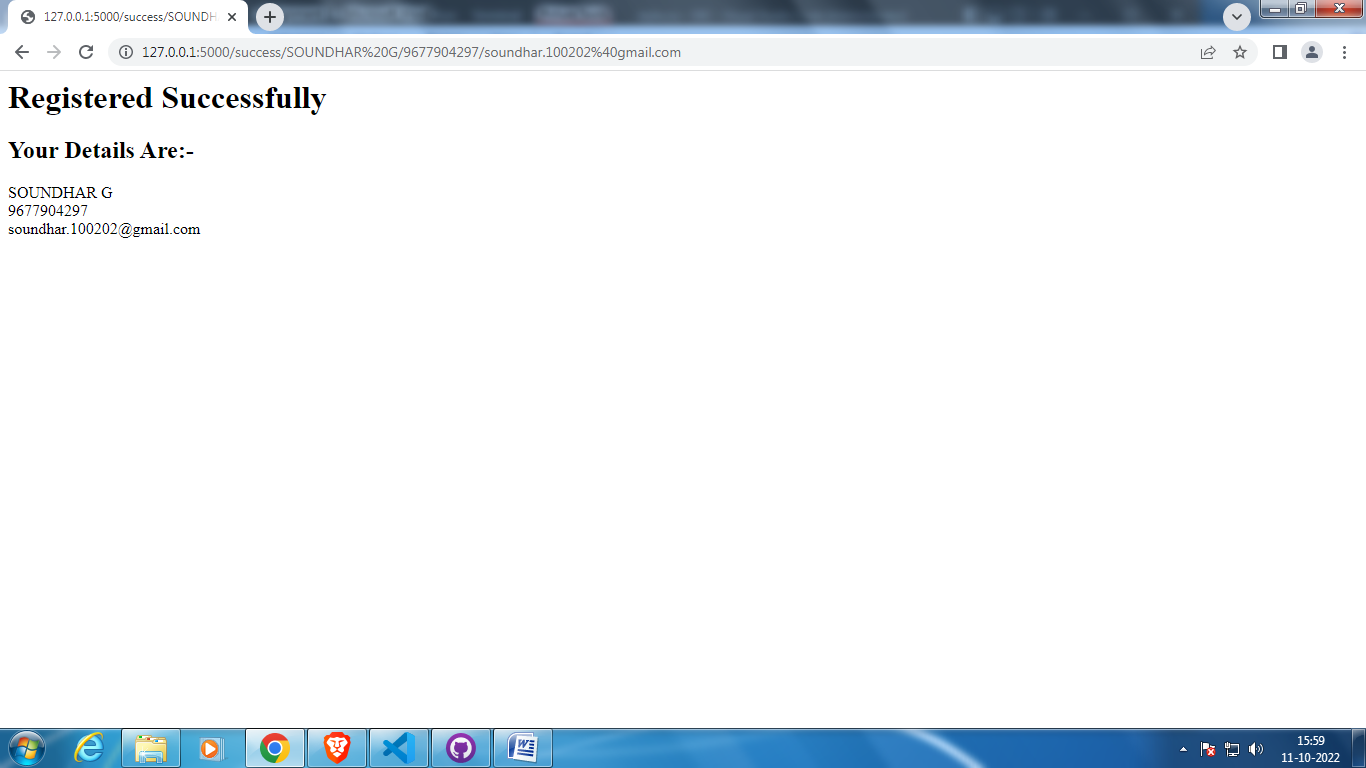 127.0.0.1:5000/success/SOUNDH
127.0.0.1:5000/success/SOUNDHAR%20G/9677904297/soundhar.100202%40gmail.com
Registered Successfully
Your Details Are:-
SOUNDHAR G
9677904297
soundhar.100202@gmail.com
15:59
11-10-2022